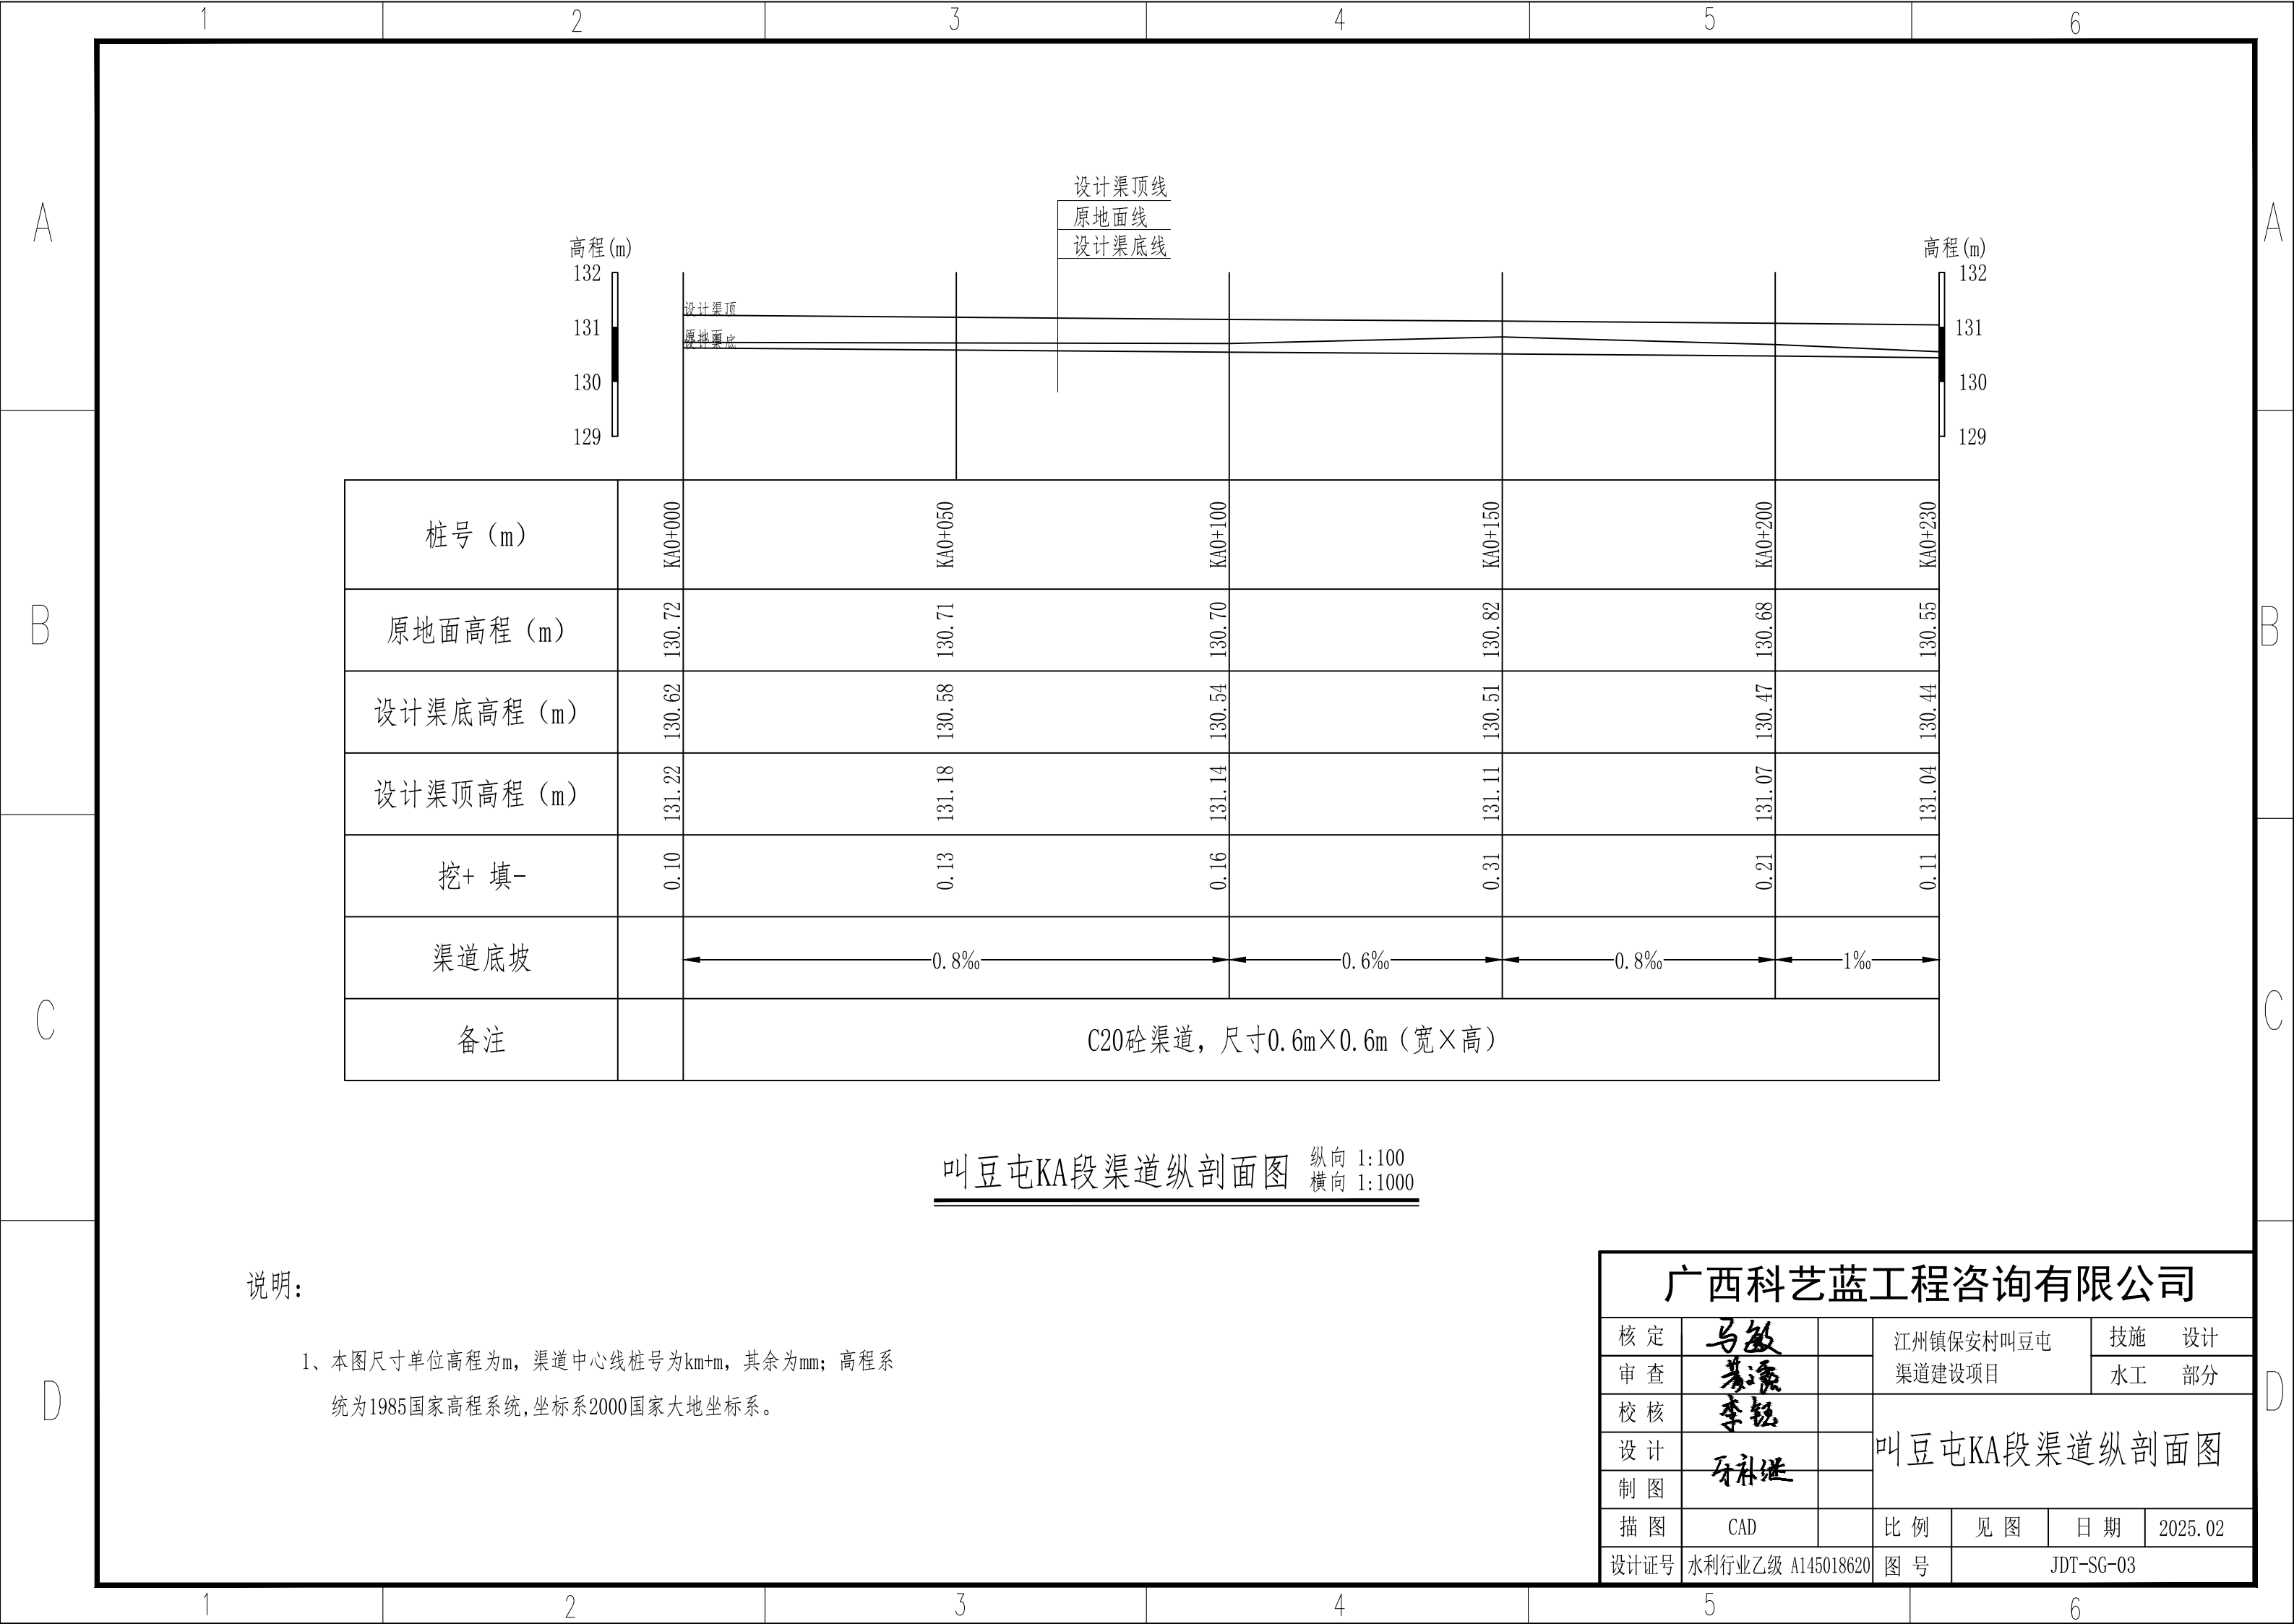 1 2 3 4 5 6
A A
设计渠顶线
原地面线
设计渠底线
高程(m) 高程(m)
132 132
131 131
130 130
129 129
设计渠顶
原地面
设计渠底
桩号（m） KA0+000 KA0+050 KA0+100 KA0+150 KA0+200 KA0+230
B B
原地面高程（m） 130.72 130.71 130.70 130.82 130.68 130.55
设计渠底高程（m） 130.62 130.58 130.54 130.51 130.47 130.44
设计渠顶高程（m） 131.22 131.18 131.14 131.11 131.07 131.04
挖+ 填- 0.10 0.13 0.16 0.31 0.21 0.11
渠道底坡 0.8‰ 0.6‰ 0.8‰ 1‰
C C
备注 C20砼渠道，尺寸0.6m×0.6m（宽×高）
叫豆屯KA段渠道纵剖面图 纵向 1:100
横向 1:1000
说明：
1、本图尺寸单位高程为m，渠道中心线桩号为km+m，其余为mm；高程系
统为1985国家高程系统,坐标系2000国家大地坐标系。
D D
广西科艺蓝工程咨询有限公司
核 定 马敏 江州镇保安村叫豆屯 技施 设计
审 查 渠道建设项目 水工 部分
校 核
设 计 叫豆屯KA段渠道纵剖面图
制 图
描 图 CAD 比 例 见 图 日 期 2025.02
设计证号 水利行业乙级 A145018620 图 号 JDT-SG-03
1 2 3 4 5 6